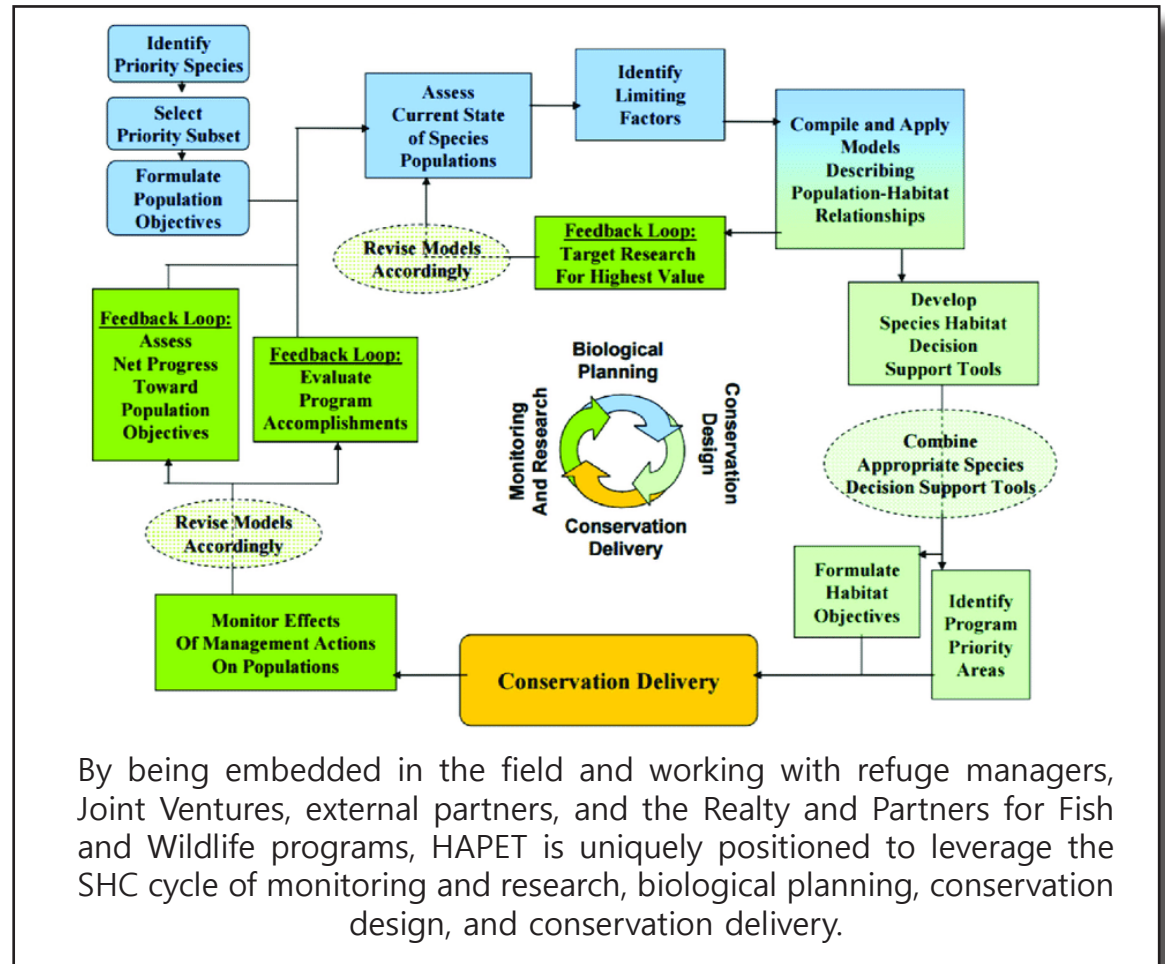 Identify
Priority Species
Select
Priority Subset
Formulate
Population
Objectives
Assess
Current State
of Species
Populations
Identify
Limiting
Factors
Compile and Apply
Models
Describing
Population-Habitat
Relationships
Feedback Loop:
Target Research
For Highest Value
Revise Models
Accordingly
Develop
Species Habitat
Decision
Support Tools
Combine
Appropriate Species
Decision Support Tools
Formulate
Habitat
Objectives
Identify
Program
Priority
Areas
Conservation Delivery
Monitor Effects
Of Management Actions
On Populations
Revise Models
Accordingly
Feedback Loop:
Assess
Net Progress
Toward
Population
Objectives
Feedback Loop:
Evaluate
Program
Accomplishments
Biological
Planning
Conservation
Design
Conservation
Delivery
Monitoring
And Research
By being embedded in the field and working with refuge managers,
Joint Ventures, external partners, and the Realty and Partners for Fish
and Wildlife programs, HAPET is uniquely positioned to leverage the
SHC cycle of monitoring and research, biological planning, conservation
design, and conservation delivery.